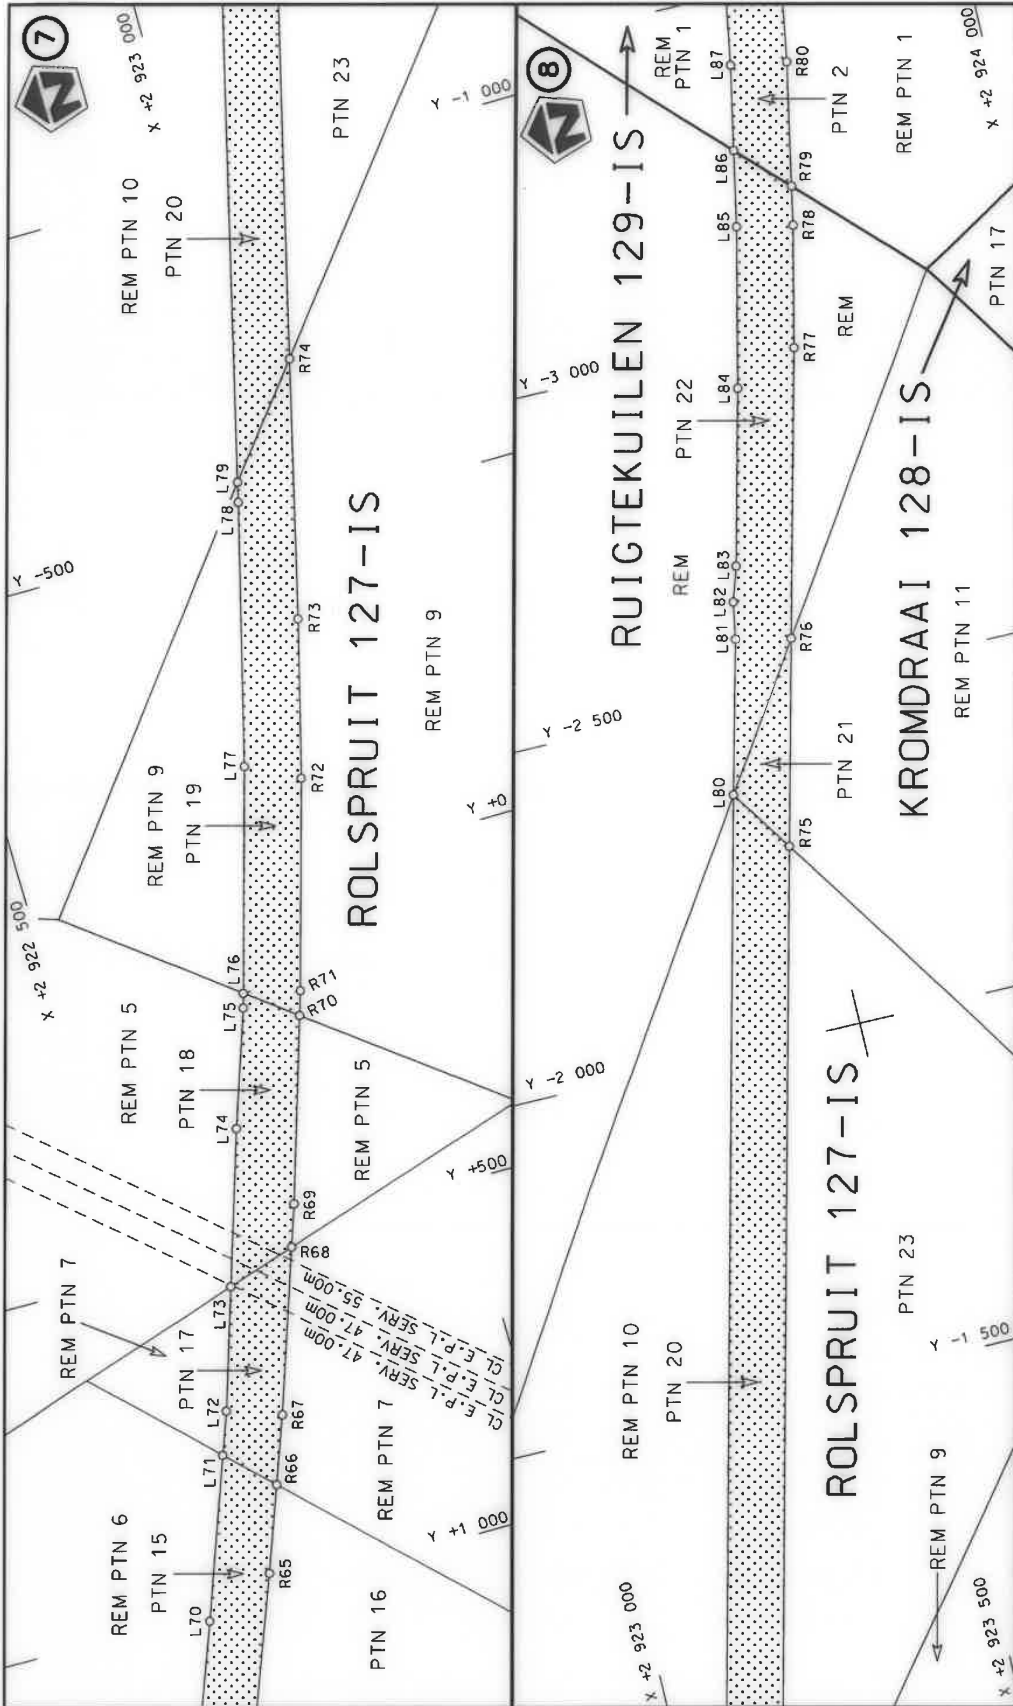 7
X +2 923 000
REM PTN 10
PTN 20
PTN 23
Y -1 000
R74
L79
L78
Y -500
R73
ROLSPRUIT 127-IS
REM PTN 9
L77
R72
REM PTN 9
PTN 19
Y +0
X +2 922 500
L76
L75
R71
R70
REM PTN 5
PTN 18
L74
REM PTN 5
Y +500
R69
R68
L73
CL E.P.L SERV. 55.00m
CL E.P.L SERV. 47.00m
CL E.P.L SERV. 47.00m
REM PTN 7
PTN 17
L72
L71
R67
R66
REM PTN 7
Y +1 000
REM PTN 6
PTN 15
R65
L70
PTN 16
8
RUIGTEKUILEN 129-IS
REM
PTN 1
L87
R80
PTN 2
REM PTN 1
X +2 924 000
L86
R79
L85
R78
PTN 17
R77
REM
L84
Y -3 000
PTN 22
REM
L83
L82
L81
R76
KROMDRAAI 128-IS
REM PTN 11
Y -2 500
L80
PTN 21
R75
Y -2 000
ROLSPRUIT 127-IS
PTN 23
REM PTN 10
PTN 20
Y -1 500
REM PTN 9
X +2 923 000
X +2 923 500